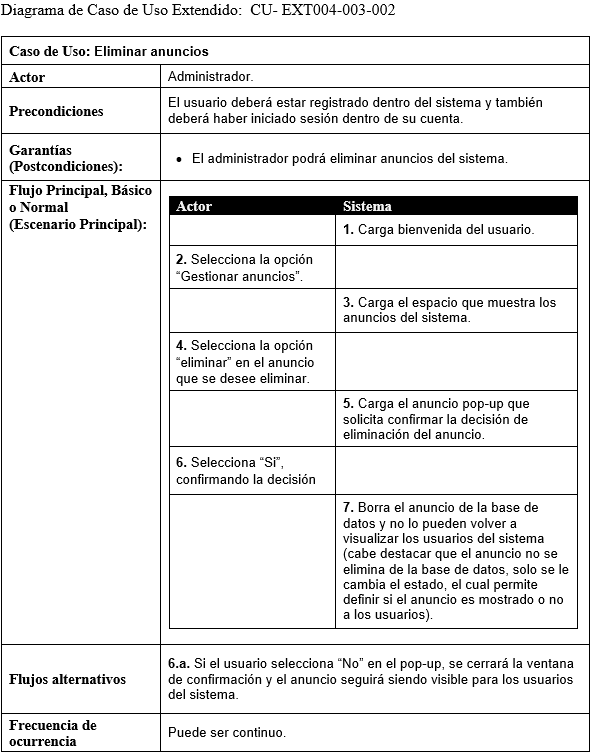 Diagrama de Caso de Uso Extendido:  CU- EXT004-003-002
Caso de Uso: Eliminar anuncios
Actor
Administrador.
Precondiciones
El usuario deberá estar registrado dentro del sistema y también
deberá haber iniciado sesión dentro de su cuenta.
Garantías
(Postcondiciones):
• El administrador podrá eliminar anuncios del sistema.
Flujo Principal, Básico
o Normal
(Escenario Principal):
Actor
Sistema
1. Carga bienvenida del usuario.
2. Selecciona la opción
“Gestionar anuncios”.
3. Carga el espacio que muestra los
anuncios del sistema.
4. Selecciona la opción
“eliminar” en el anuncio
que se desee eliminar.
5. Carga el anuncio pop-up que
solicita confirmar la decisión de
eliminación del anuncio.
6. Selecciona “Si”,
confirmando la decisión
7. Borra el anuncio de la base de
datos y no lo pueden volver a
visualizar los usuarios del sistema
(cabe destacar que el anuncio no se
elimina de la base de datos, solo se le
cambia el estado, el cual permite
definir si el anuncio es mostrado o no
a los usuarios).
Flujos alternativos
6.a. Si el usuario selecciona “No” en el pop-up, se cerrará la ventana
de confirmación y el anuncio seguirá siendo visible para los usuarios
del sistema.
Frecuencia de
ocurrencia
Puede ser continuo.